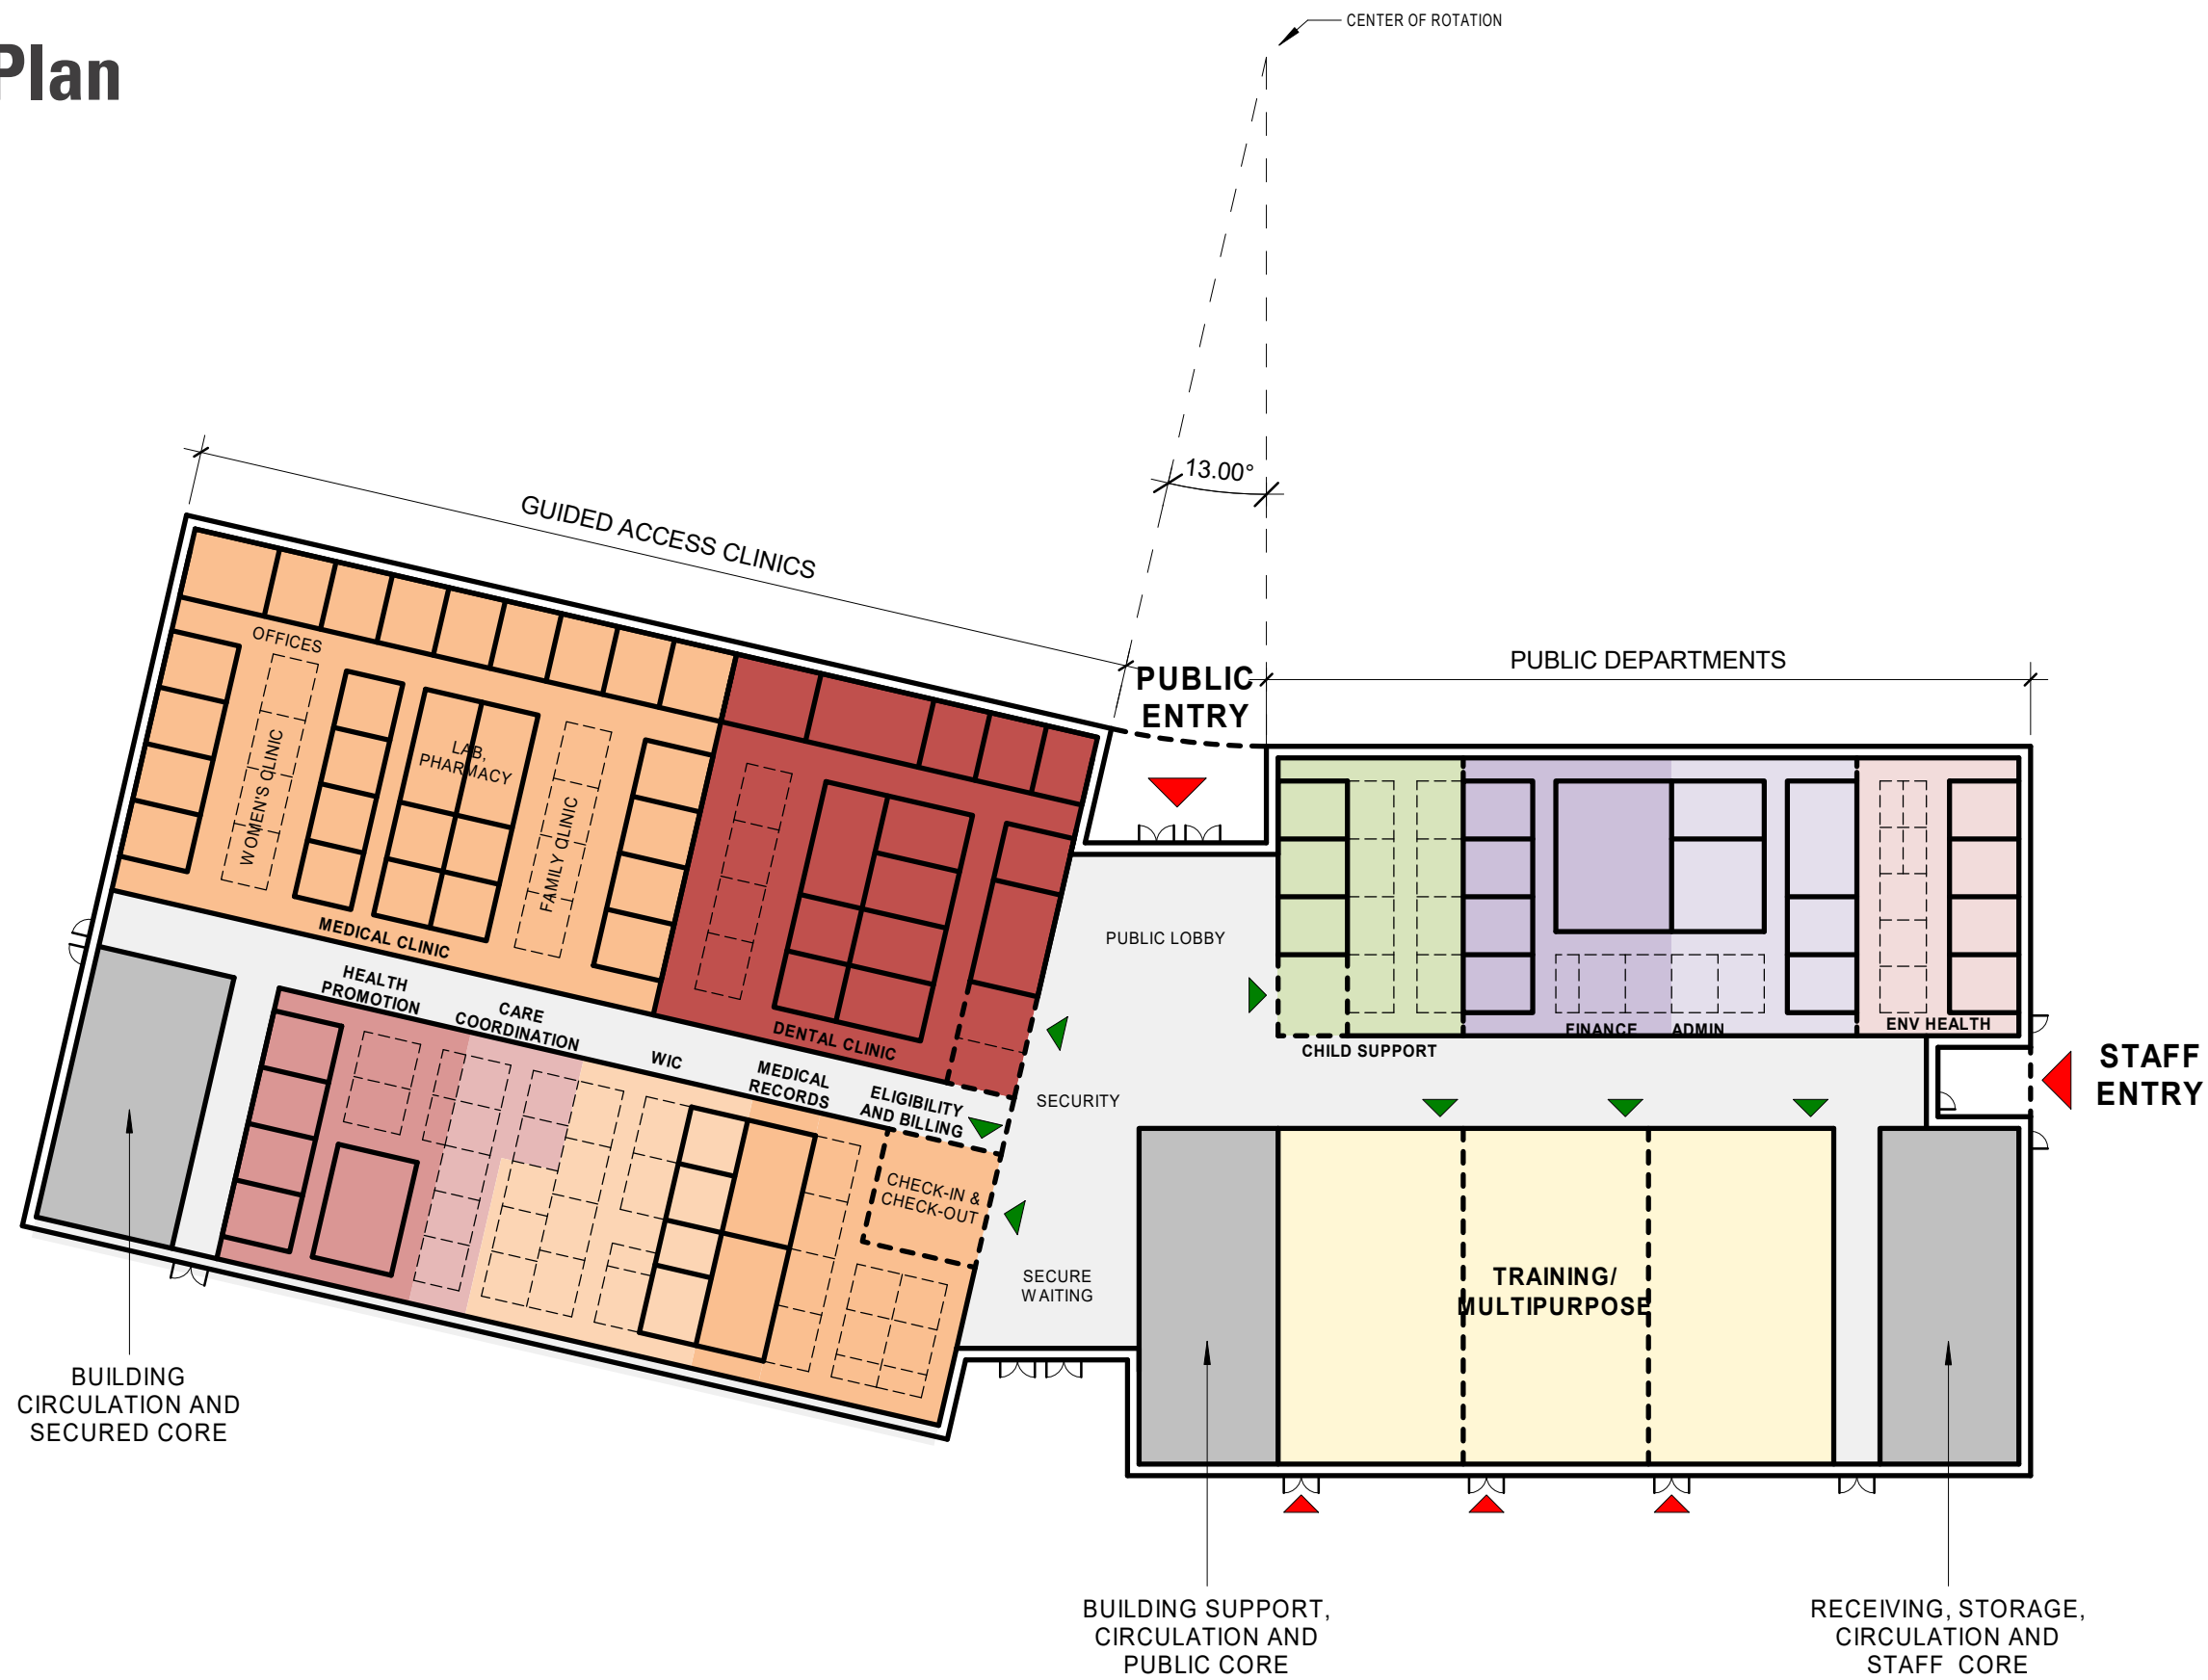 Plan
CENTER OF ROTATION
13.00°
GUIDED ACCESS CLINICS
PUBLIC
ENTRY
PUBLIC DEPARTMENTS
OFFICES
WOMEN'S CLINIC
LAB,
PHARMACY
FAMILY CLINIC
MEDICAL CLINIC
DENTAL CLINIC
PUBLIC LOBBY
HEALTH
PROMOTION
CARE
COORDINATION
WIC
MEDICAL
RECORDS
ELIGIBILITY
AND BILLING
SECURITY
CHECK-IN &
CHECK-OUT
SECURE
WAITING
CHILD SUPPORT
FINANCE
ADMIN
ENV HEALTH
STAFF
ENTRY
TRAINING/
MULTIPURPOSE
BUILDING
CIRCULATION AND
SECURED CORE
BUILDING SUPPORT,
CIRCULATION AND
PUBLIC CORE
RECEIVING, STORAGE,
CIRCULATION AND
STAFF CORE